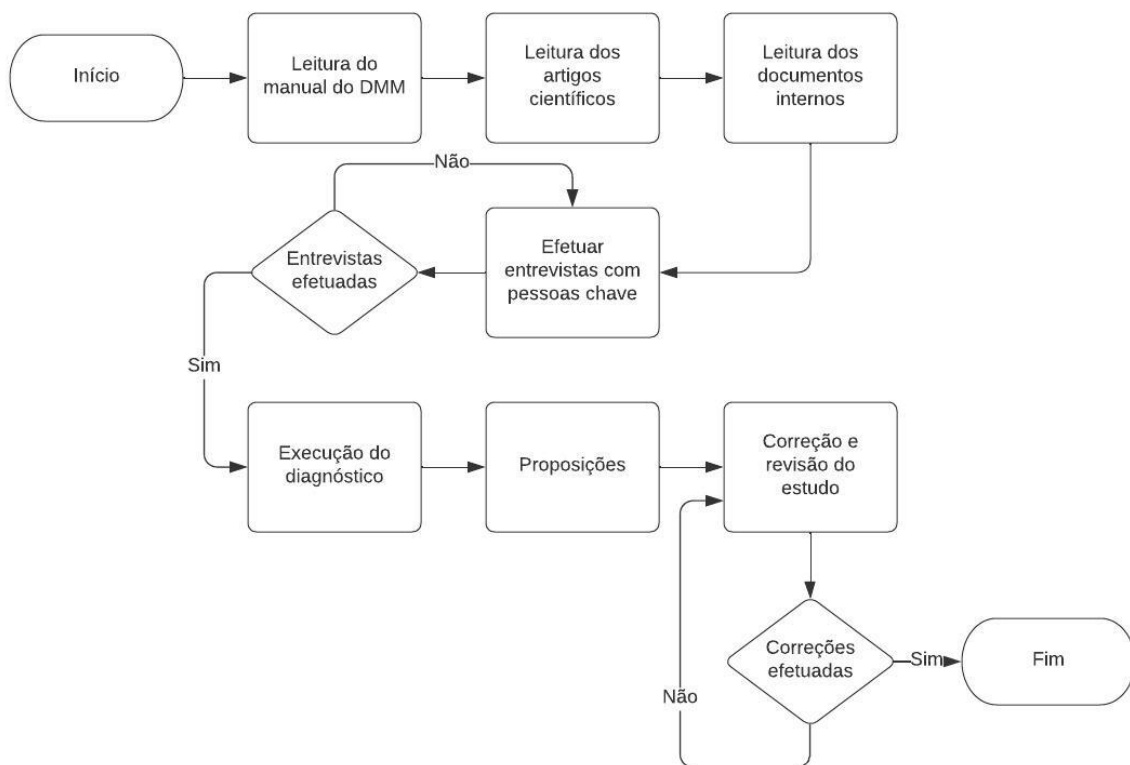 Início
Leitura do
manual do DMM
Leitura dos
artigos
científicos
Leitura dos
documentos
internos
Não
Efetuar
entrevistas com
pessoas chave
Entrevistas
efetuadas
Sim
Execução do
diagnóstico
Proposições
Correção e
revisão do
estudo
Correções
efetuadas
Não
Sim
Fim